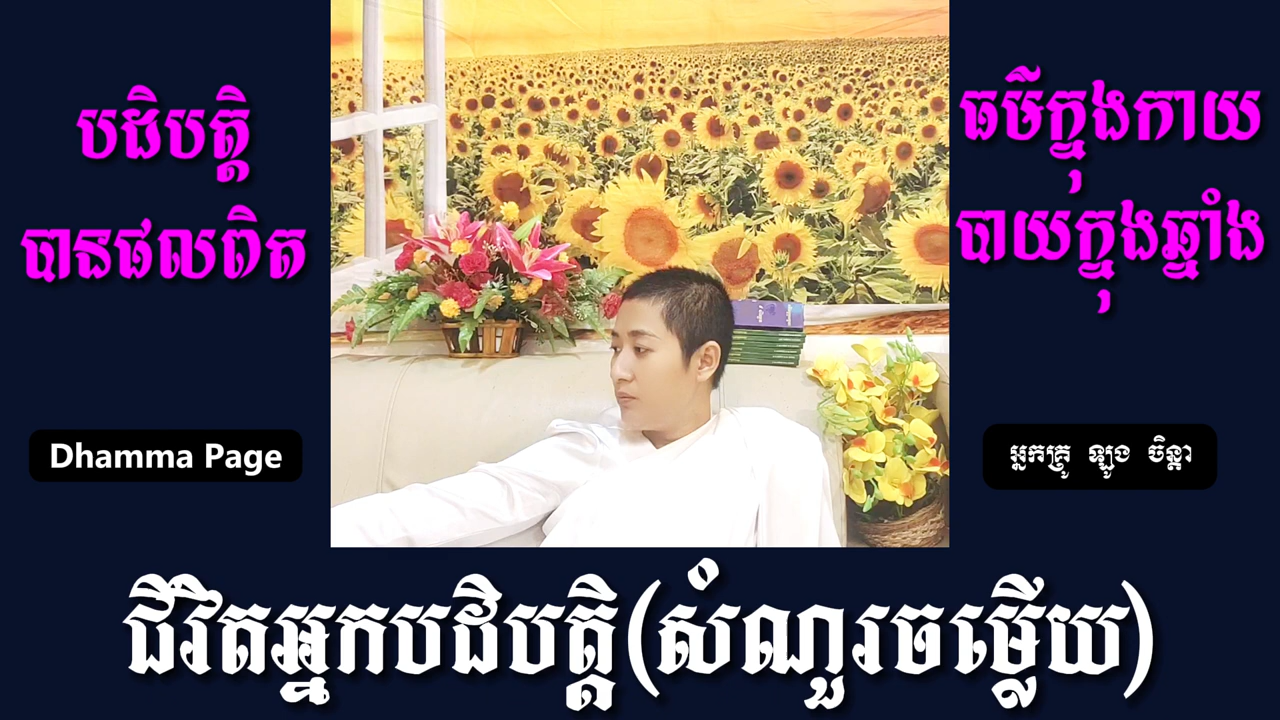 បដិបត្តិ
បានផលពិត
ធម៌ក្នុងកាយ
បាយក្នុងឆ្នាំង
Dhamma Page
អ្នកគ្រូ ឡុង ចិន្តា
ជីវិតអ្នកបដិបត្តិ(សំណួរចម្លើយ)